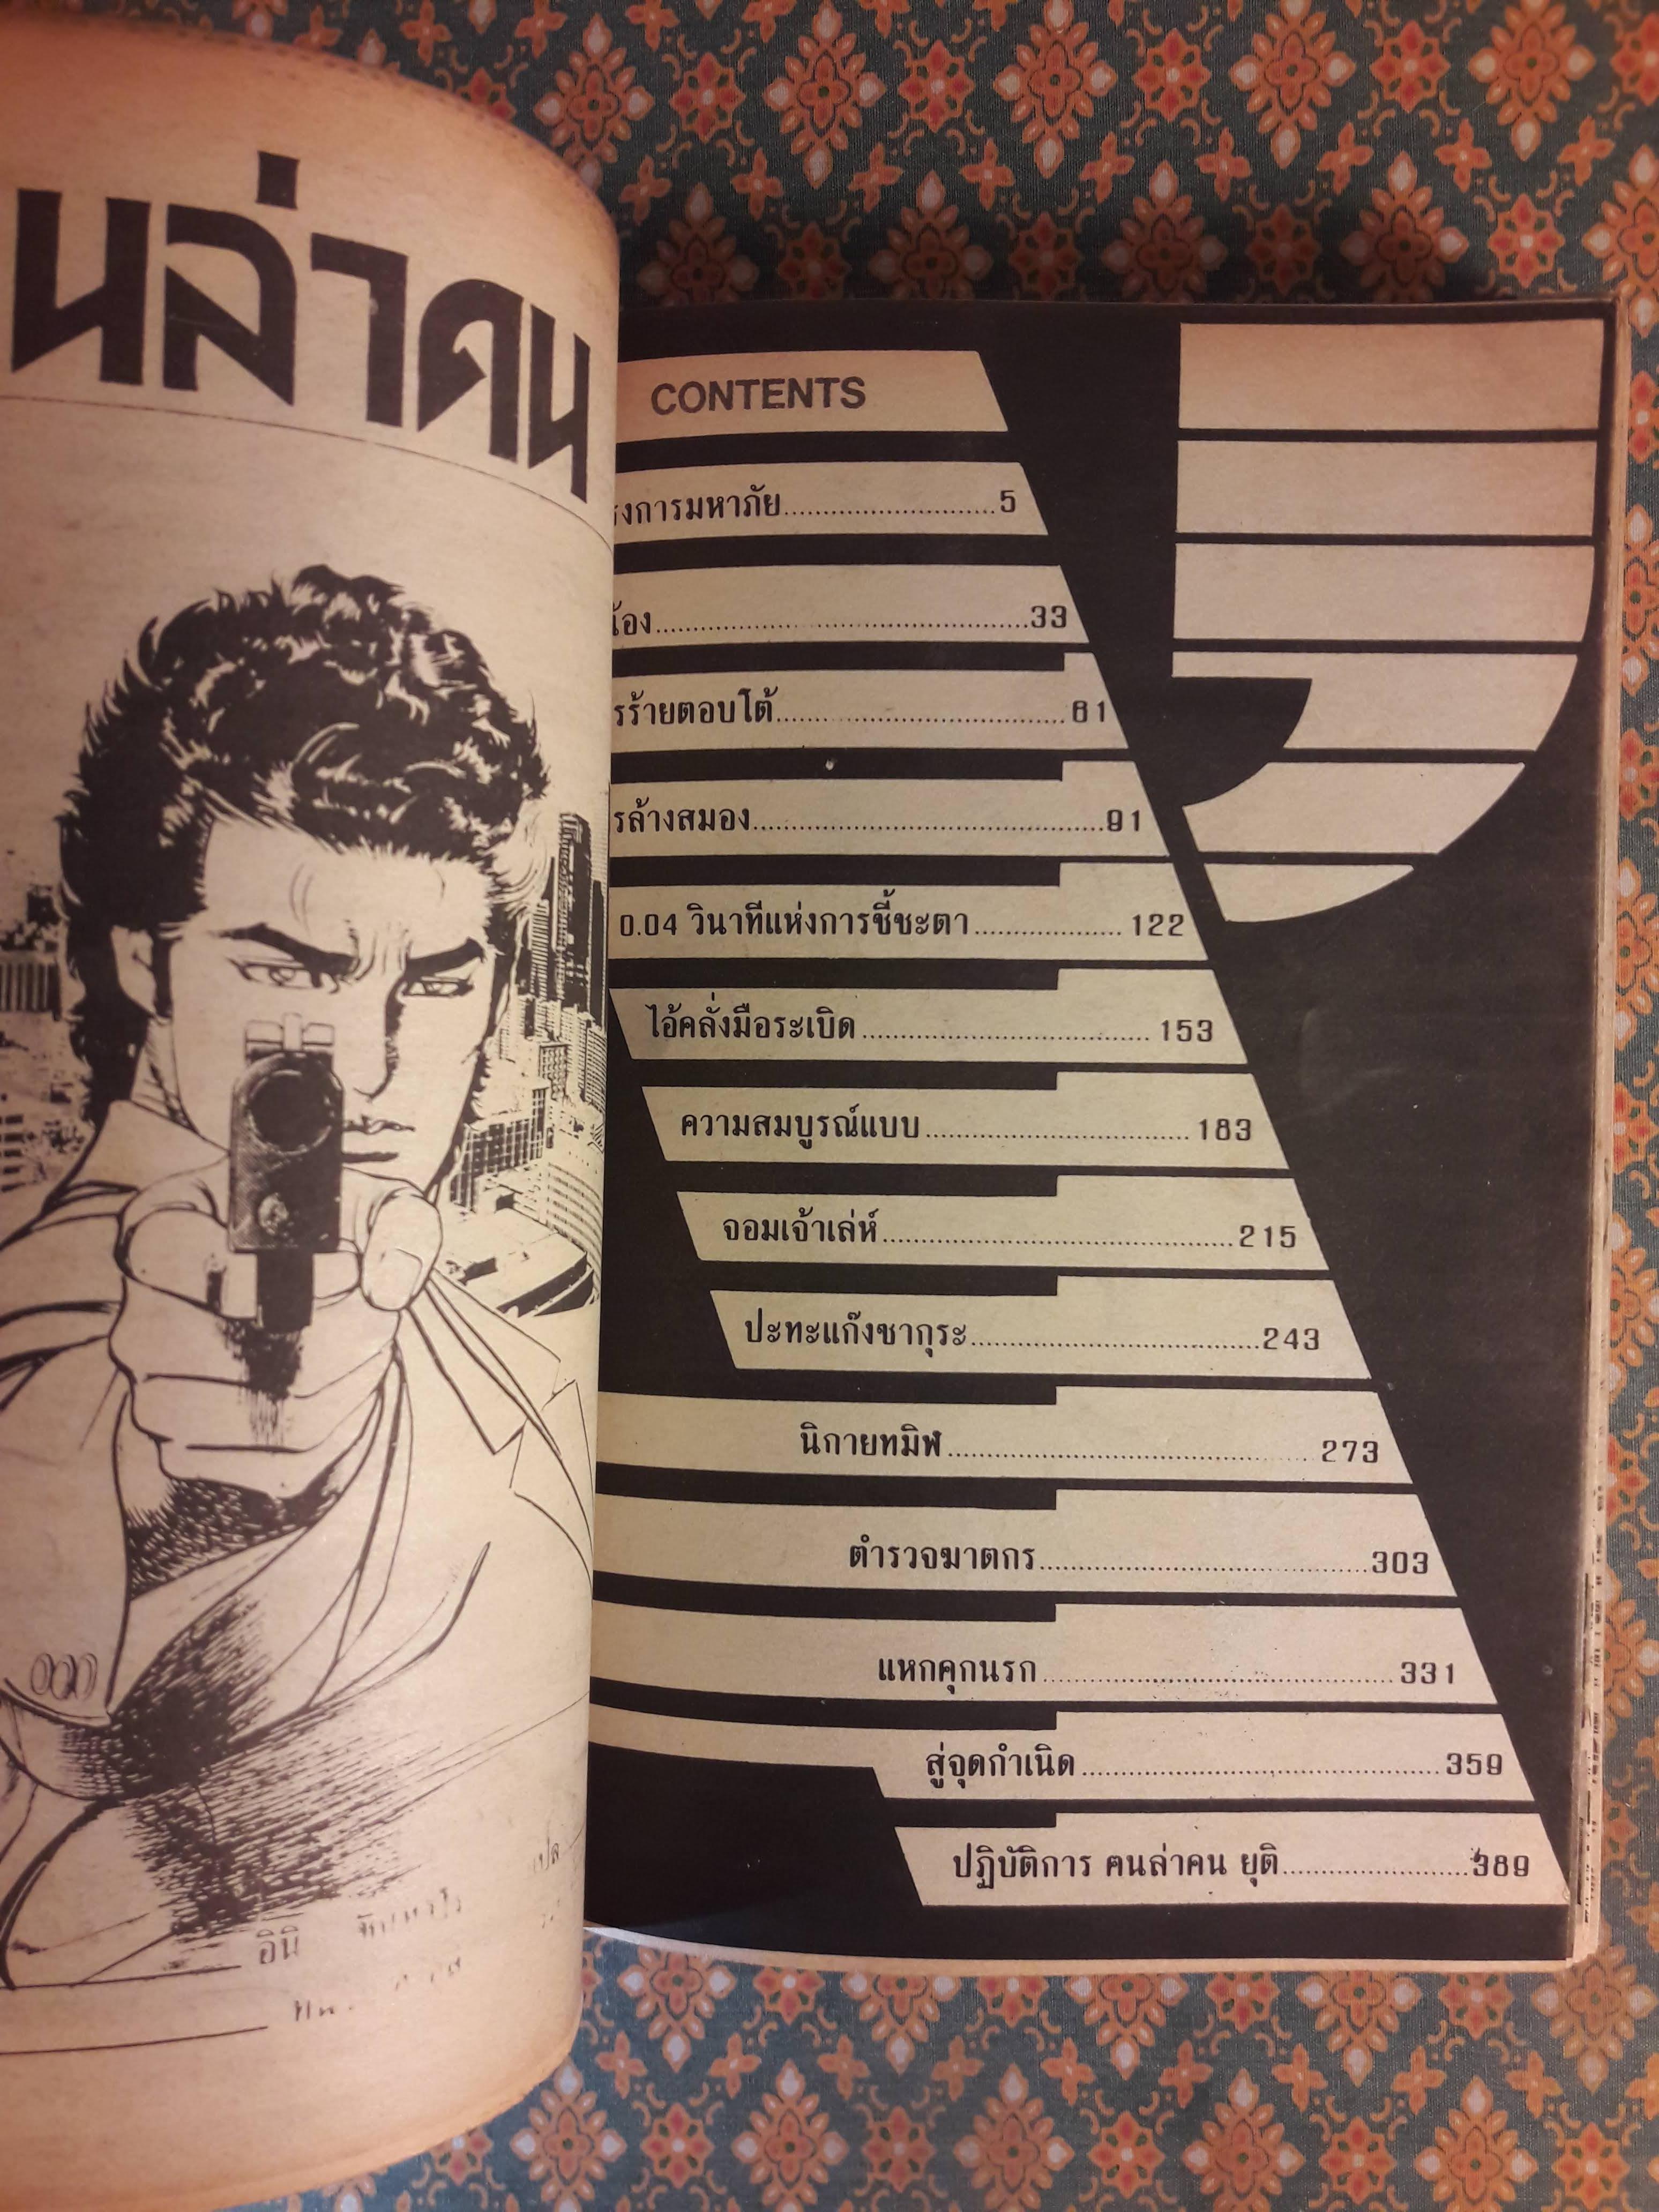 นล่าคน
อินิ
CONTENTS
งการมหาภัย..........................5
้อง..........................33
รร้ายตอบโต้..........................61
รล้างสมอง..........................91
0.04 วินาทีแห่งการชี้ชะตา.................. 122
ไอ้คลั่งมือระเบิด.......................... 153
ความสมบูรณ์แบบ.......................... 183
จอมเจ้าเล่ห์..........................215
ปะทะแก๊งซากุระ..........................243
นิกายทมิฬ.......................... 273
ตำรวจฆาตกร..........................303
แหกคุกนรก.......................... 331
สู่จุดกำเนิด.......................... 359
ปฏิบัติการ ฅนล่าคน ยุติ..................389